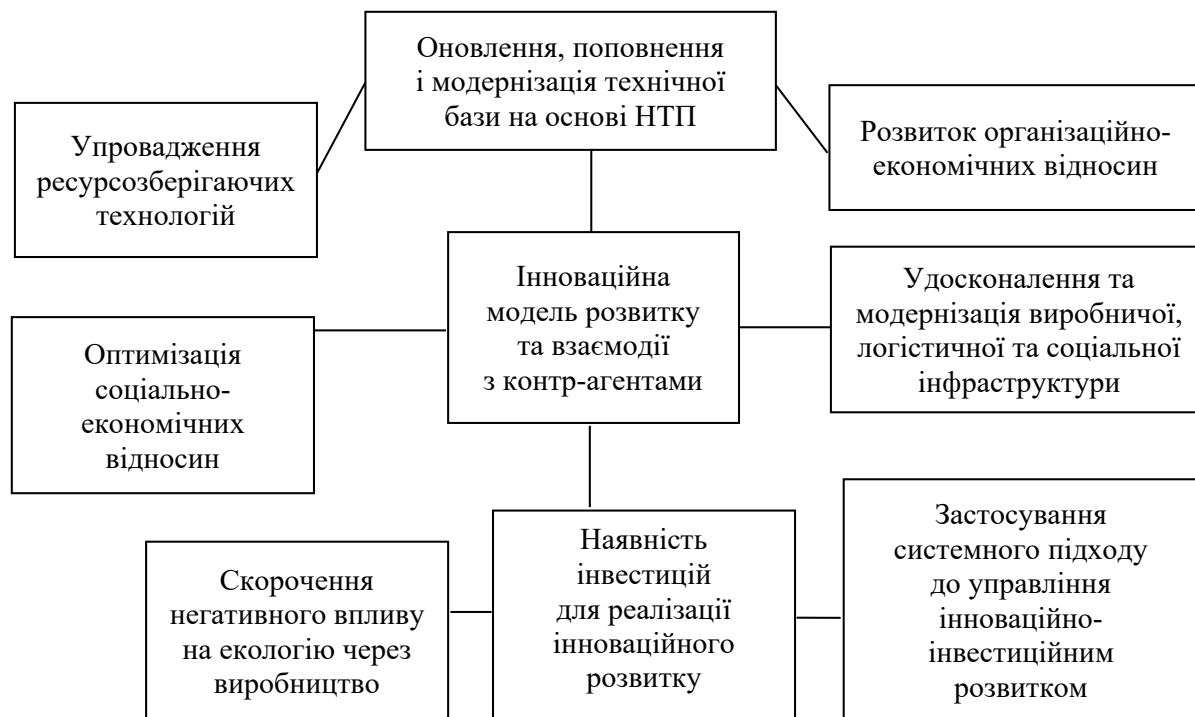 Оновлення, поповнення
і модернізація технічної
бази на основі НТП
Упровадження
ресурсозберігаючих
технологій
Розвиток організаційно-
економічних відносин
Інноваційна
модель розвитку
та взаємодії
з контр-агентами
Удосконалення та
модернізація виробничої,
логістичної та соціальної
інфраструктури
Оптимізація
соціально-
економічних
відносин
Скорочення
негативного впливу
на екологію через
виробництво
Наявність
інвестицій
для реалізації
інноваційного
розвитку
Застосування
системного підходу
до управління
інноваційно-
інвестиційним
розвитком